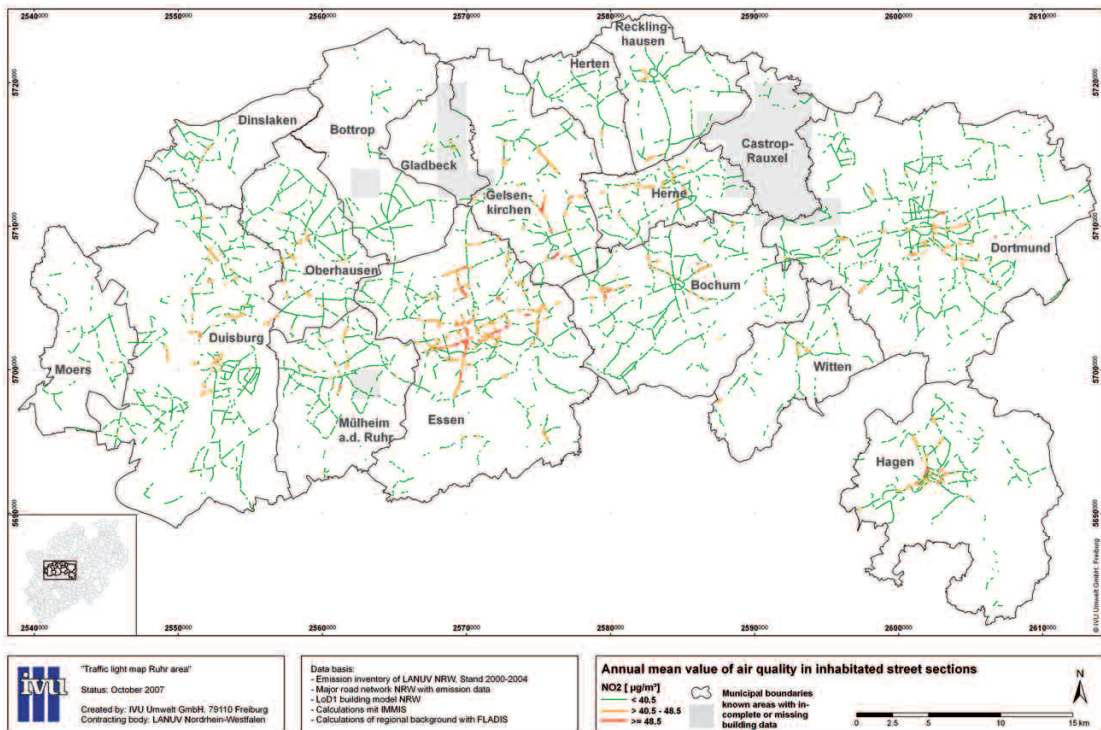 2540000 2550000 2560000 2570000 2580000 2590000 2600000 2610000
5720000
5710000
5700000
5690000
5720000
5710000
5700000
5690000
Reckling-
hausen
Herten
Dinslaken
Bottrop
Gladbeck
Castrop-
Rauxel
Gelsen-
kirchen
Herne
Dortmund
Oberhausen
Bochum
Duisburg
Moers
Witten
Mülheim
a.d. Ruhr
Essen
Hagen
© IVU Umwelt GmbH, Freiburg
2540000 2550000 2560000 2570000 2580000 2590000 2600000 2610000
ivu
"Traffic light map Ruhr area"
Status: October 2007
Created by: IVU Umwelt GmbH, 79110 Freiburg
Contracting body: LANUV Nordrhein-Westfalen
Data basis:
- Emission inventory of LANUV NRW, Stand 2000-2004
- Major road network NRW with emission data
- LoD1 building model NRW
- Calculations mit IMMIS
- Calculations of regional background with FLADIS
Annual mean value of air quality in inhabitated street sections
NO2 [ µg/m³]
< 40.5
> 40.5 - 48.5
>= 48.5
Municipal boundaries
known areas with in-
complete or missing
building data
N
0 2.5 5 10 15 km